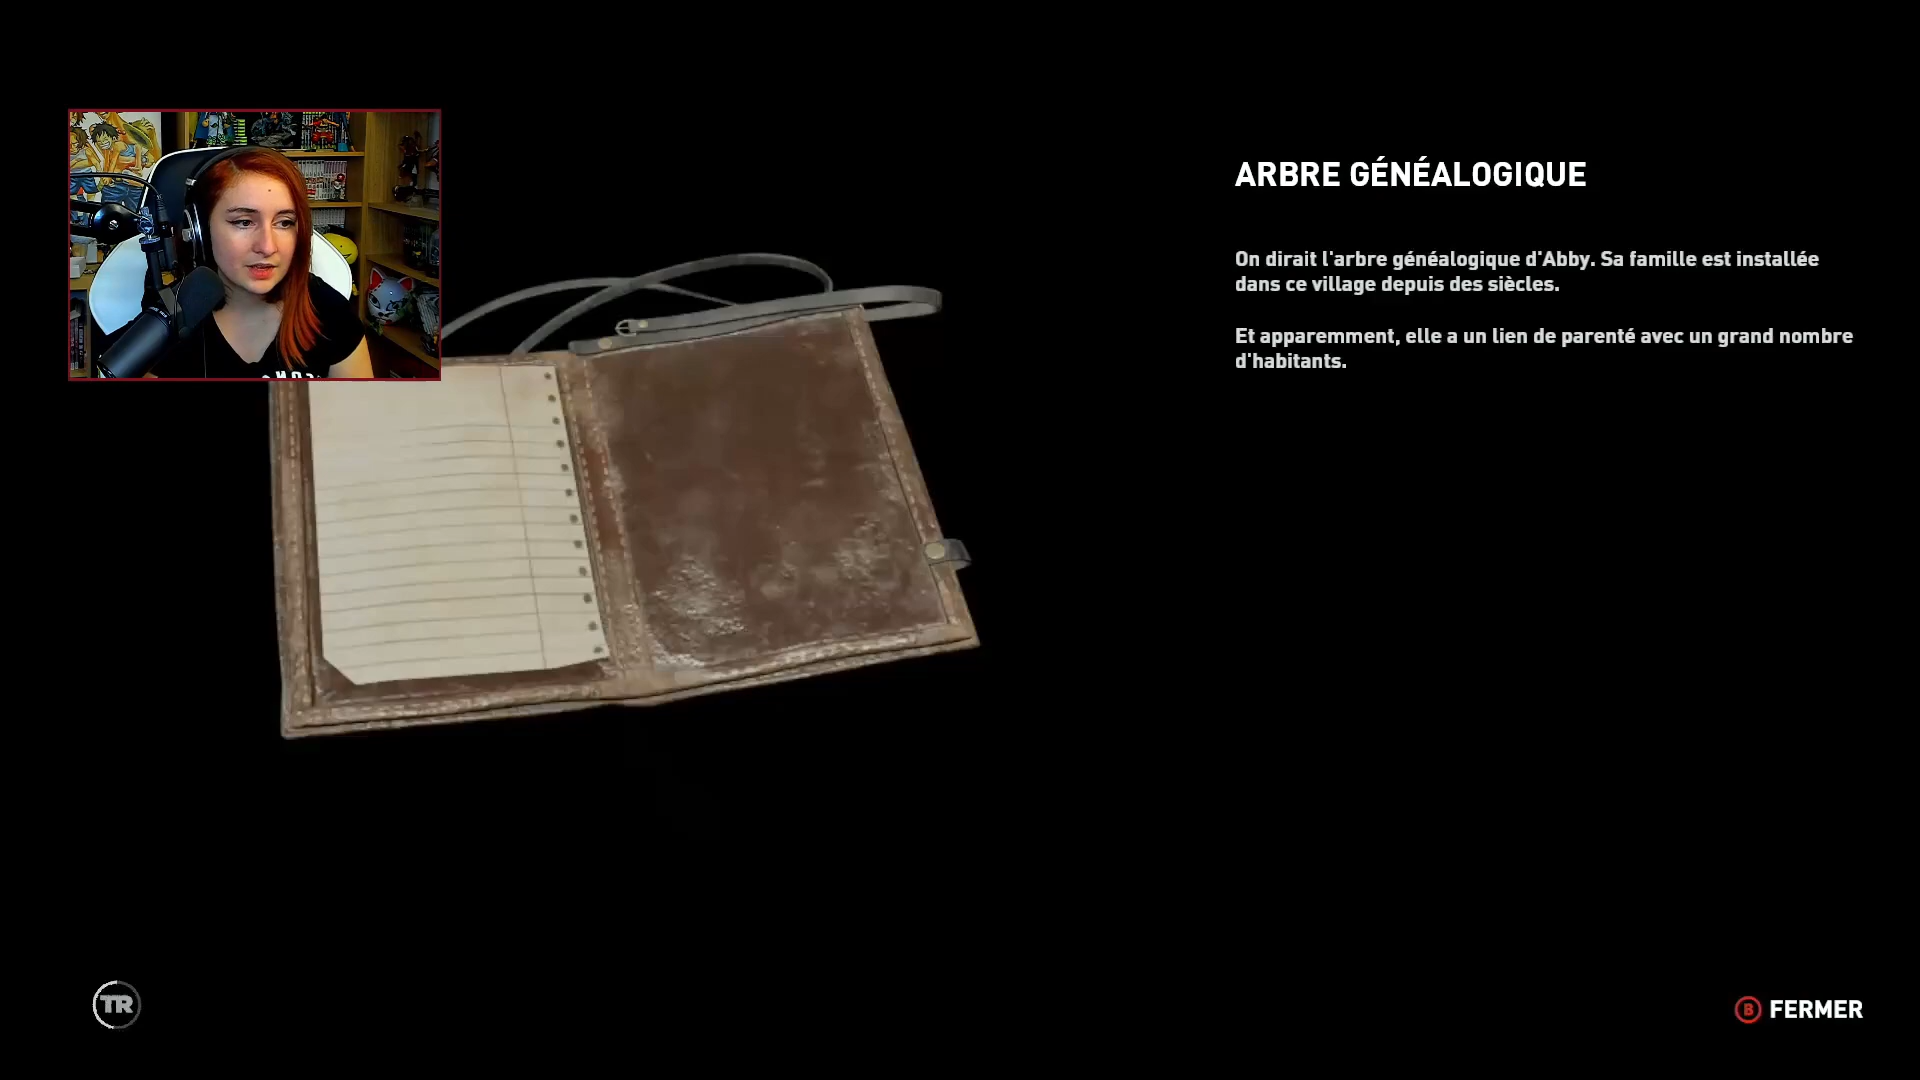 ARBRE GÉNÉALOGIQUE
On dirait l'arbre généalogique d'Abby. Sa famille est installée
dans ce village depuis des siècles.
Et apparemment, elle a un lien de parenté avec un grand nombre
d'habitants.
TR
B FERMER